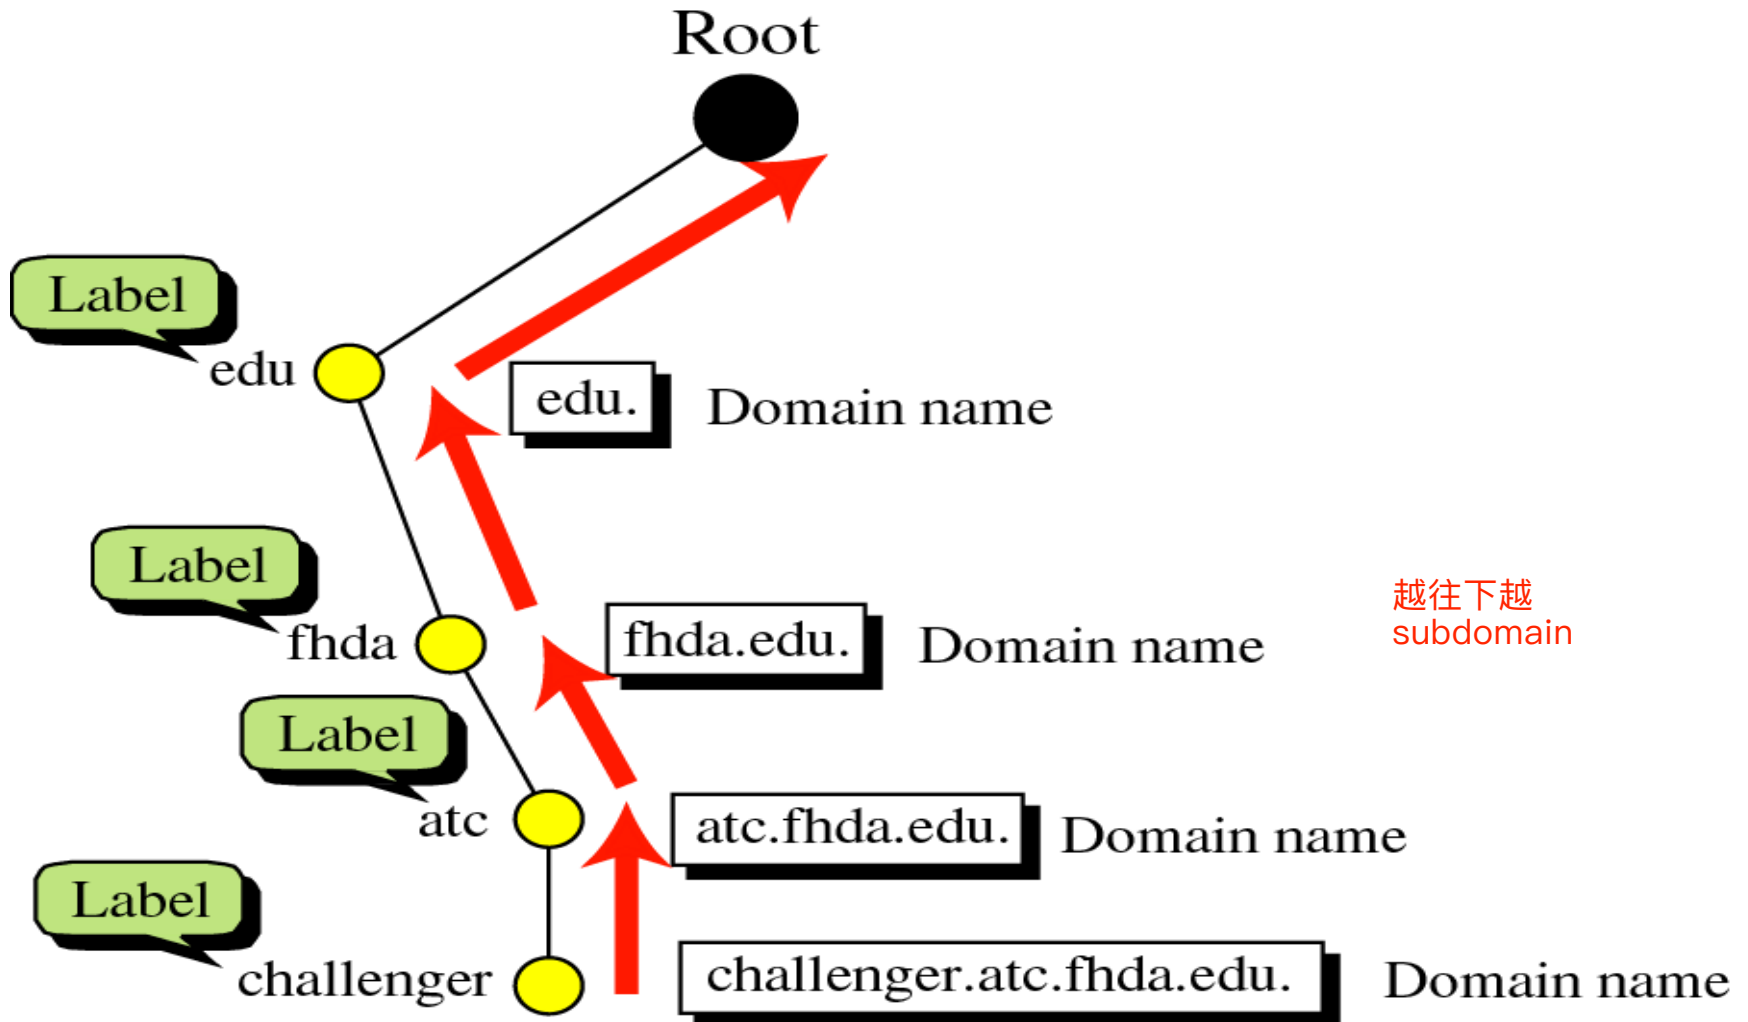 Root
Label
edu
edu.
Domain name
Label
fhda
fhda.edu.
Domain name
越往下越
subdomain
Label
atc
atc.fhda.edu.
Domain name
Label
challenger
challenger.atc.fhda.edu.
Domain name